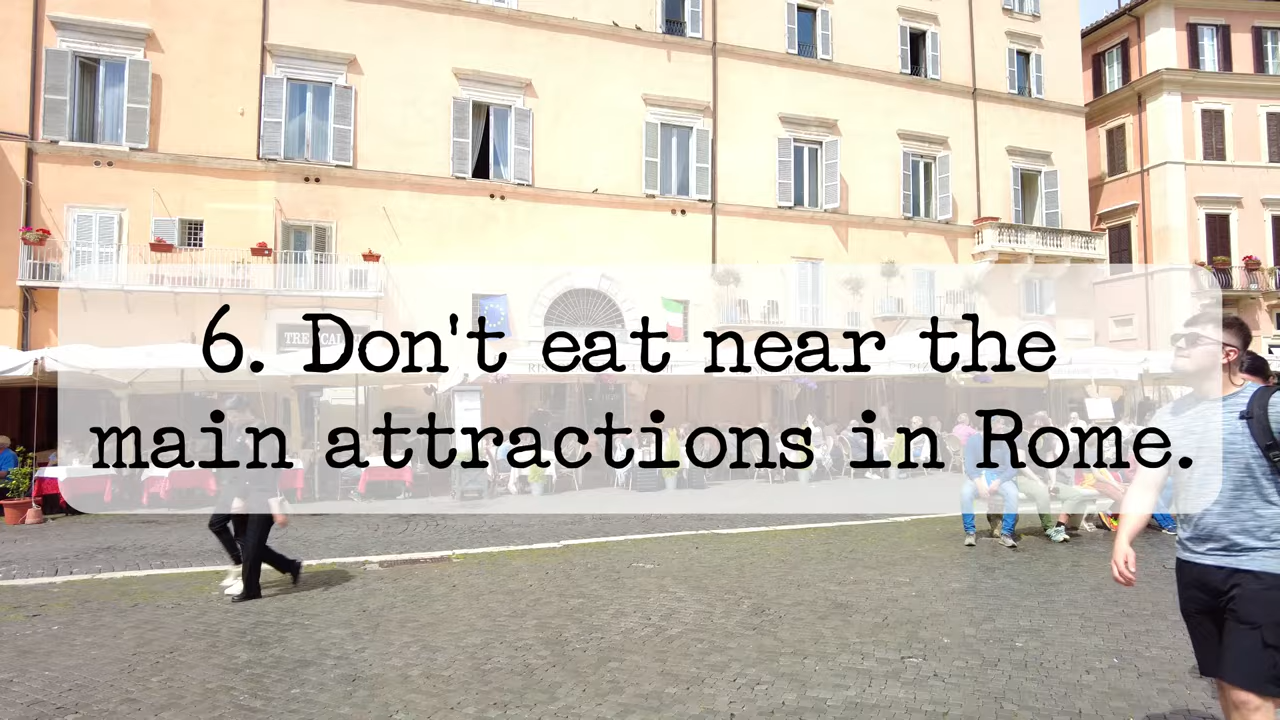 6. Don't eat near the
main attractions in Rome.